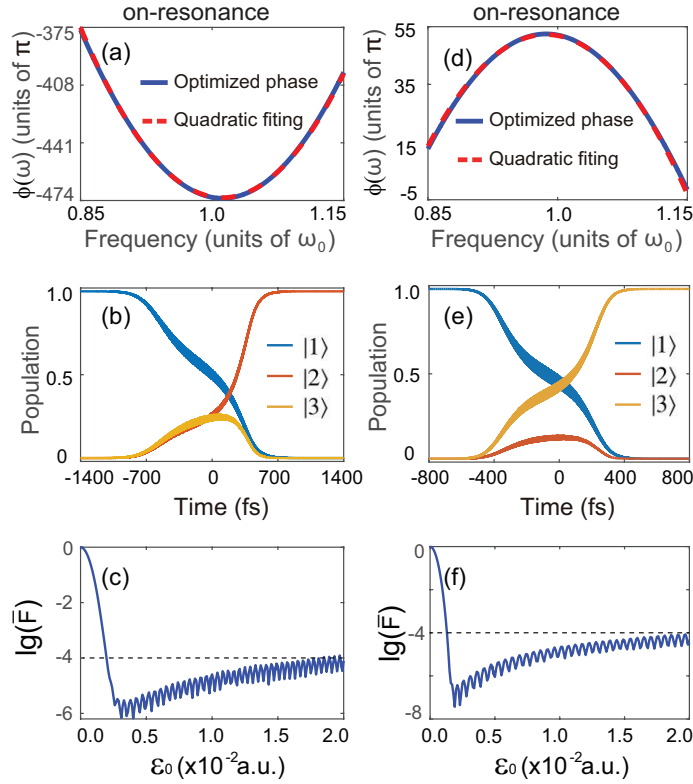 on-resonance
(a)
-375
-408
-441
-474
ϕ(ω) (units of π)
Optimized phase
Quadratic fiting
0.85
1.0
1.15
Frequency (units of ω₀)
on-resonance
(d)
55
35
15
-5
ϕ(ω) (units of π)
Optimized phase
Quadratic fiting
0.85
1.0
1.15
Frequency (units of ω₀)
(b)
1.0
0.5
0
Population
|1⟩
|2⟩
|3⟩
-1400
-700
0
700
1400
Time (fs)
(e)
1.0
0.5
0
Population
|1⟩
|2⟩
|3⟩
-800
-400
0
400
800
Time (fs)
(c)
0
-2
-4
-6
lg(F̄)
0.0
0.5
1.0
1.5
2.0
ε₀ (x10⁻²a.u.)
(f)
0
-4
-8
lg(F̄)
0.0
0.5
1.0
1.5
2.0
ε₀ (x10⁻²a.u.)